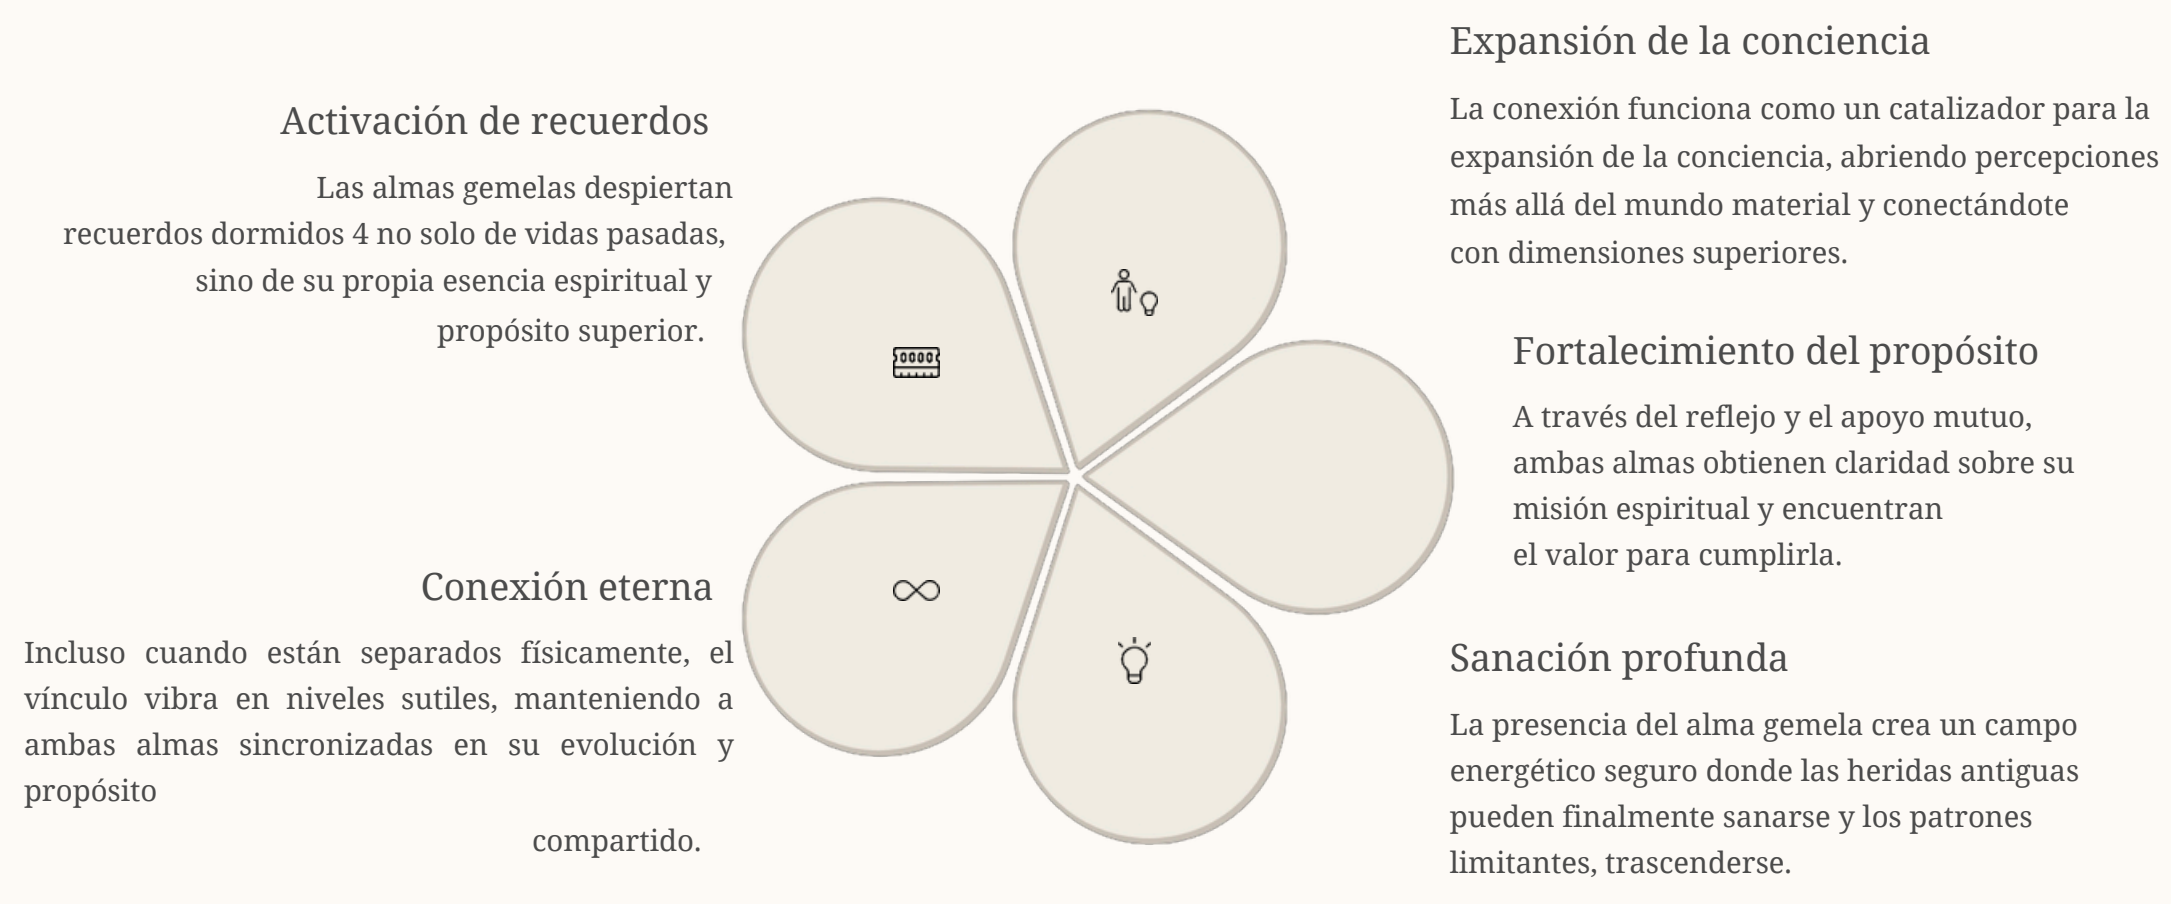 Activación de recuerdos
Las almas gemelas despiertan
recuerdos dormidos 4 no solo de vidas pasadas,
sino de su propia esencia espiritual y
propósito superior.
Conexión eterna
Incluso cuando están separados físicamente, el
vínculo vibra en niveles sutiles, manteniendo a
ambas almas sincronizadas en su evolución y
propósito
compartido.
Expansión de la conciencia
La conexión funciona como un catalizador para la
expansión de la conciencia, abriendo percepciones
más allá del mundo material y conectándote
con dimensiones superiores.
Fortalecimiento del propósito
A través del reflejo y el apoyo mutuo,
ambas almas obtienen claridad sobre su
misión espiritual y encuentran
el valor para cumplirla.
Sanación profunda
La presencia del alma gemela crea un campo
energético seguro donde las heridas antiguas
pueden finalmente sanarse y los patrones
limitantes, trascenderse.